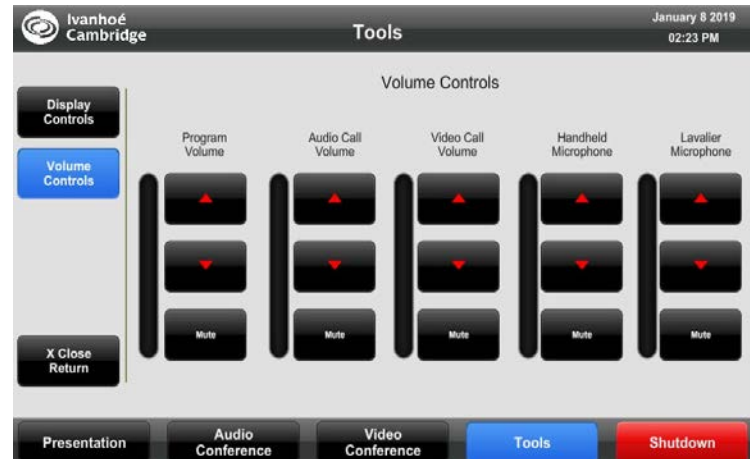 Ivanhoé
Cambridge
Tools
January 8 2019
02:23 PM
Volume Controls
Display
Controls
Volume
Controls
X Close
Return
Program
Volume
Audio Call
Volume
Video Call
Volume
Handheld
Microphone
Lavalier
Microphone
Mute
Mute
Mute
Mute
Mute
Presentation
Audio
Conference
Video
Conference
Tools
Shutdown